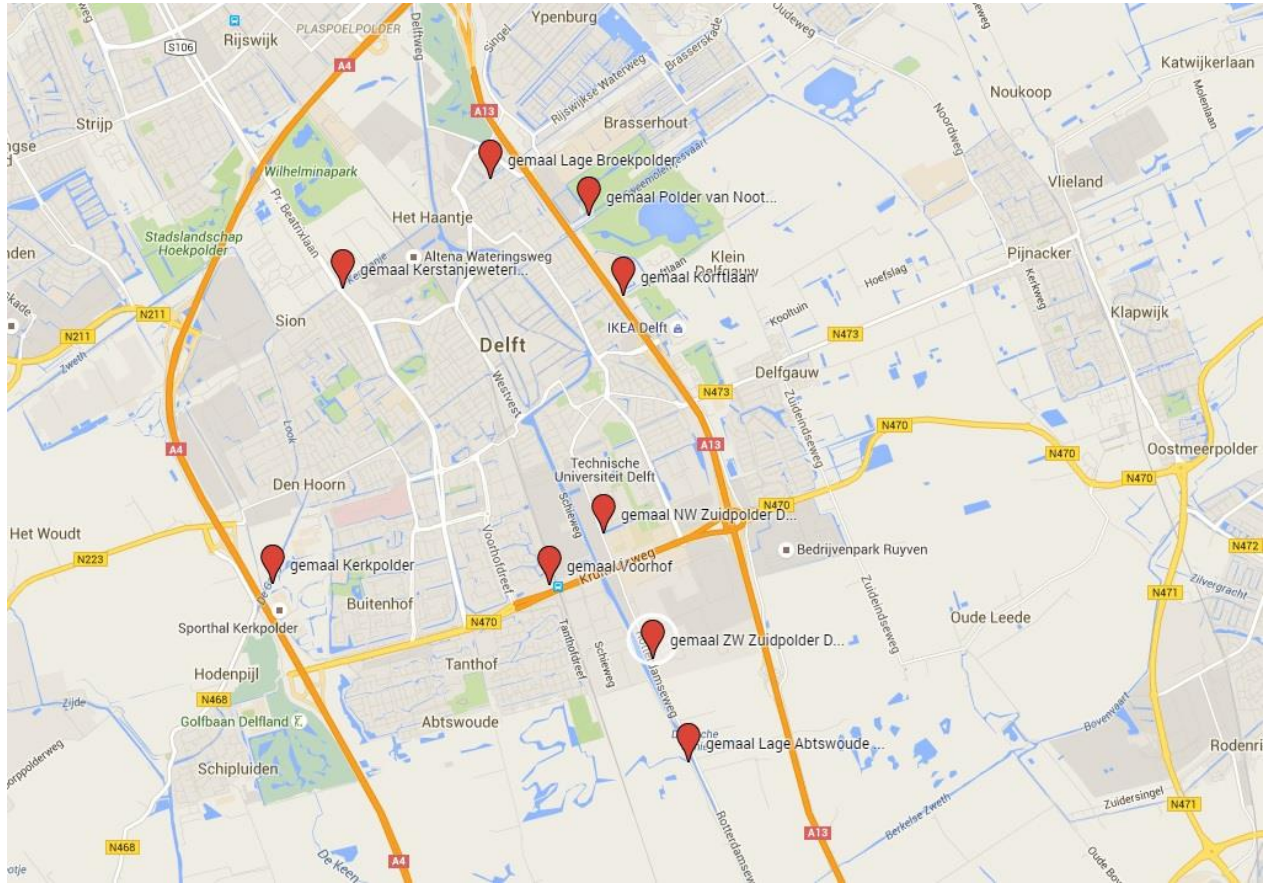 Ypenburg
Oudeweg
PLASPOELPOLDER
Rijswijk
Delftweg
Singel
Brasserskade
S106
A4
Katwijkerlaan
Noukoop
Molenlaan
Rijswijkse Waterweg
Noordweg
A13
Strijp
Brasserhout
gemaal Lage Broekpolder
Wilhelminapark
Vlieland
gemaal Polder van Noot...
Het Haantje
Pr. Beatrixlaan
Stadslandschap
Hoekpolder
Altena Wateringsweg
Klein
Delfgauw
Pijnacker
gemaal Kerstanjeweteri...
gemaal Korftlaan
Hoefslag
Kerkweg
N211
Sion
Kooltuin
Klapwijk
N211
IKEA Delft
N473
Zweth
Delft
Delfgauw
Westvest
N473
Zuideindseweg
Look
N470
A4
A13
N470
Oostmeerpolder
Technische
Universiteit Delft
N470
Den Hoorn
N470
Schieweg
gemaal NW Zuidpolder D...
Het Woudt
Voorhofdreef
N472
N223
Bedrijvenpark Ruyven
gemaal Kerkpolder
gemaal Voorhof
Zilvergracht
N471
Buitenhof
Zuideindseweg
Oude Leede
N470
Sporthal Kerkpolder
gemaal ZW Zuidpolder D...
Tanthofdreef
Schieweg
Hodenpijl
Tanthof
Rotterdamseweg
N468
Zijde
Bovenvaart
Golfbaan Delfland
Abtswoude
gemaal Lage Abtswoude ...
Rodenri
Schipluiden
Zuidersingel
N471
Berkelse Zweth
Rotterdamseweg
A13
N468
De Keen
A4